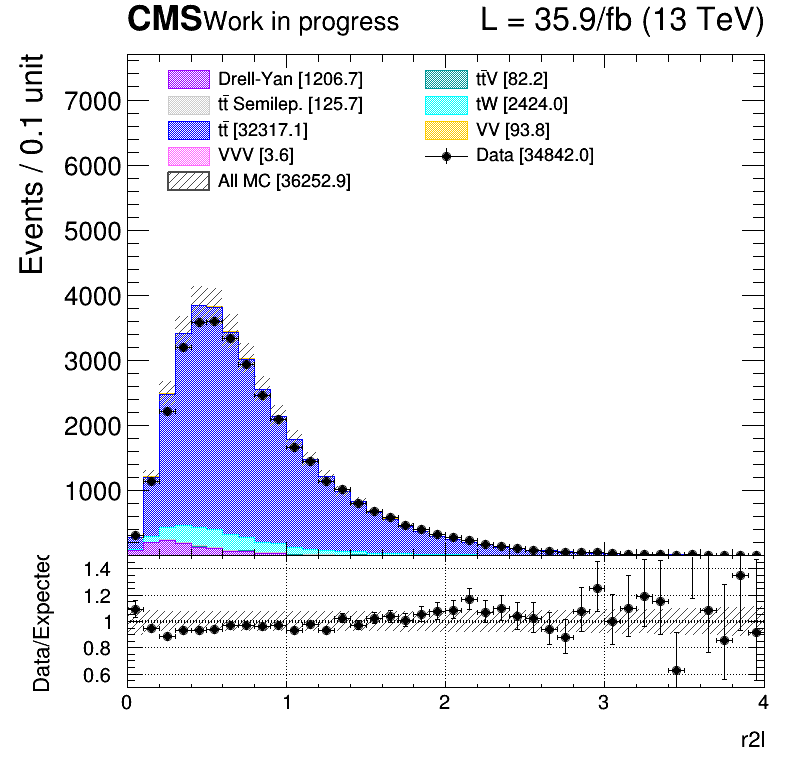 CMS Work in progress L = 35.9/fb (13 TeV)
Events / 0.1 unit
Drell-Yan [1206.7]
tt̄ Semilep. [125.7]
tt̄ [32317.1]
VVV [3.6]
All MC [36252.9]
tt̄V [82.2]
tW [2424.0]
VV [93.8]
Data [34842.0]
7000
6000
5000
4000
3000
2000
1000
Data/Expected
1.4
1.2
1
0.8
0.6
0 1 2 3 4
r2l